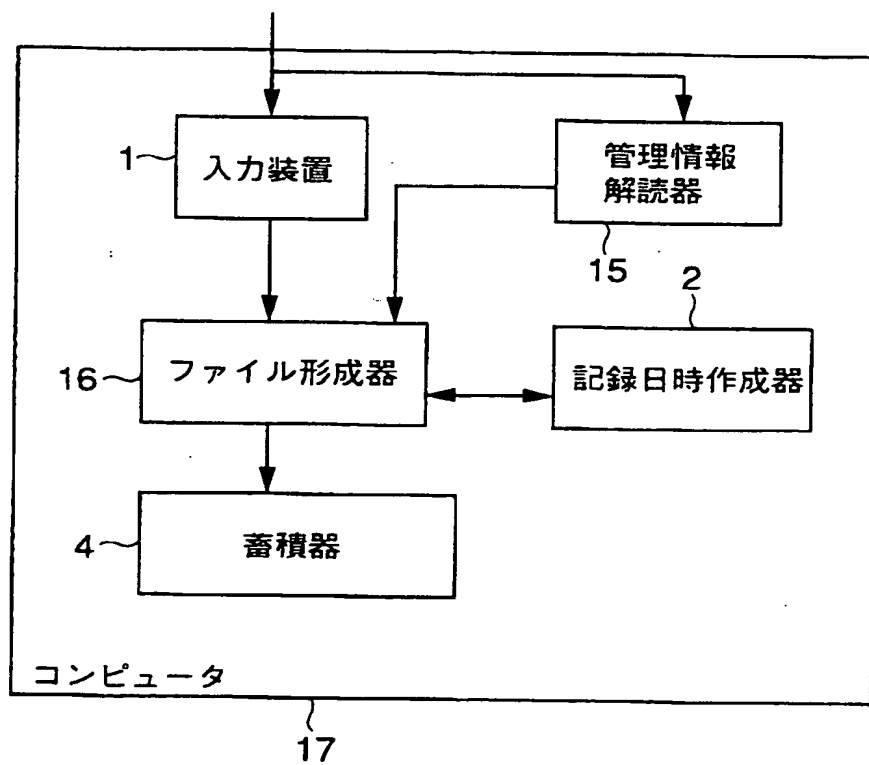 1
入力装置
管理情報
解読器
15
2
16
ファイル形成器
記録日時作成器
4
蓄積器
コンピュータ
17